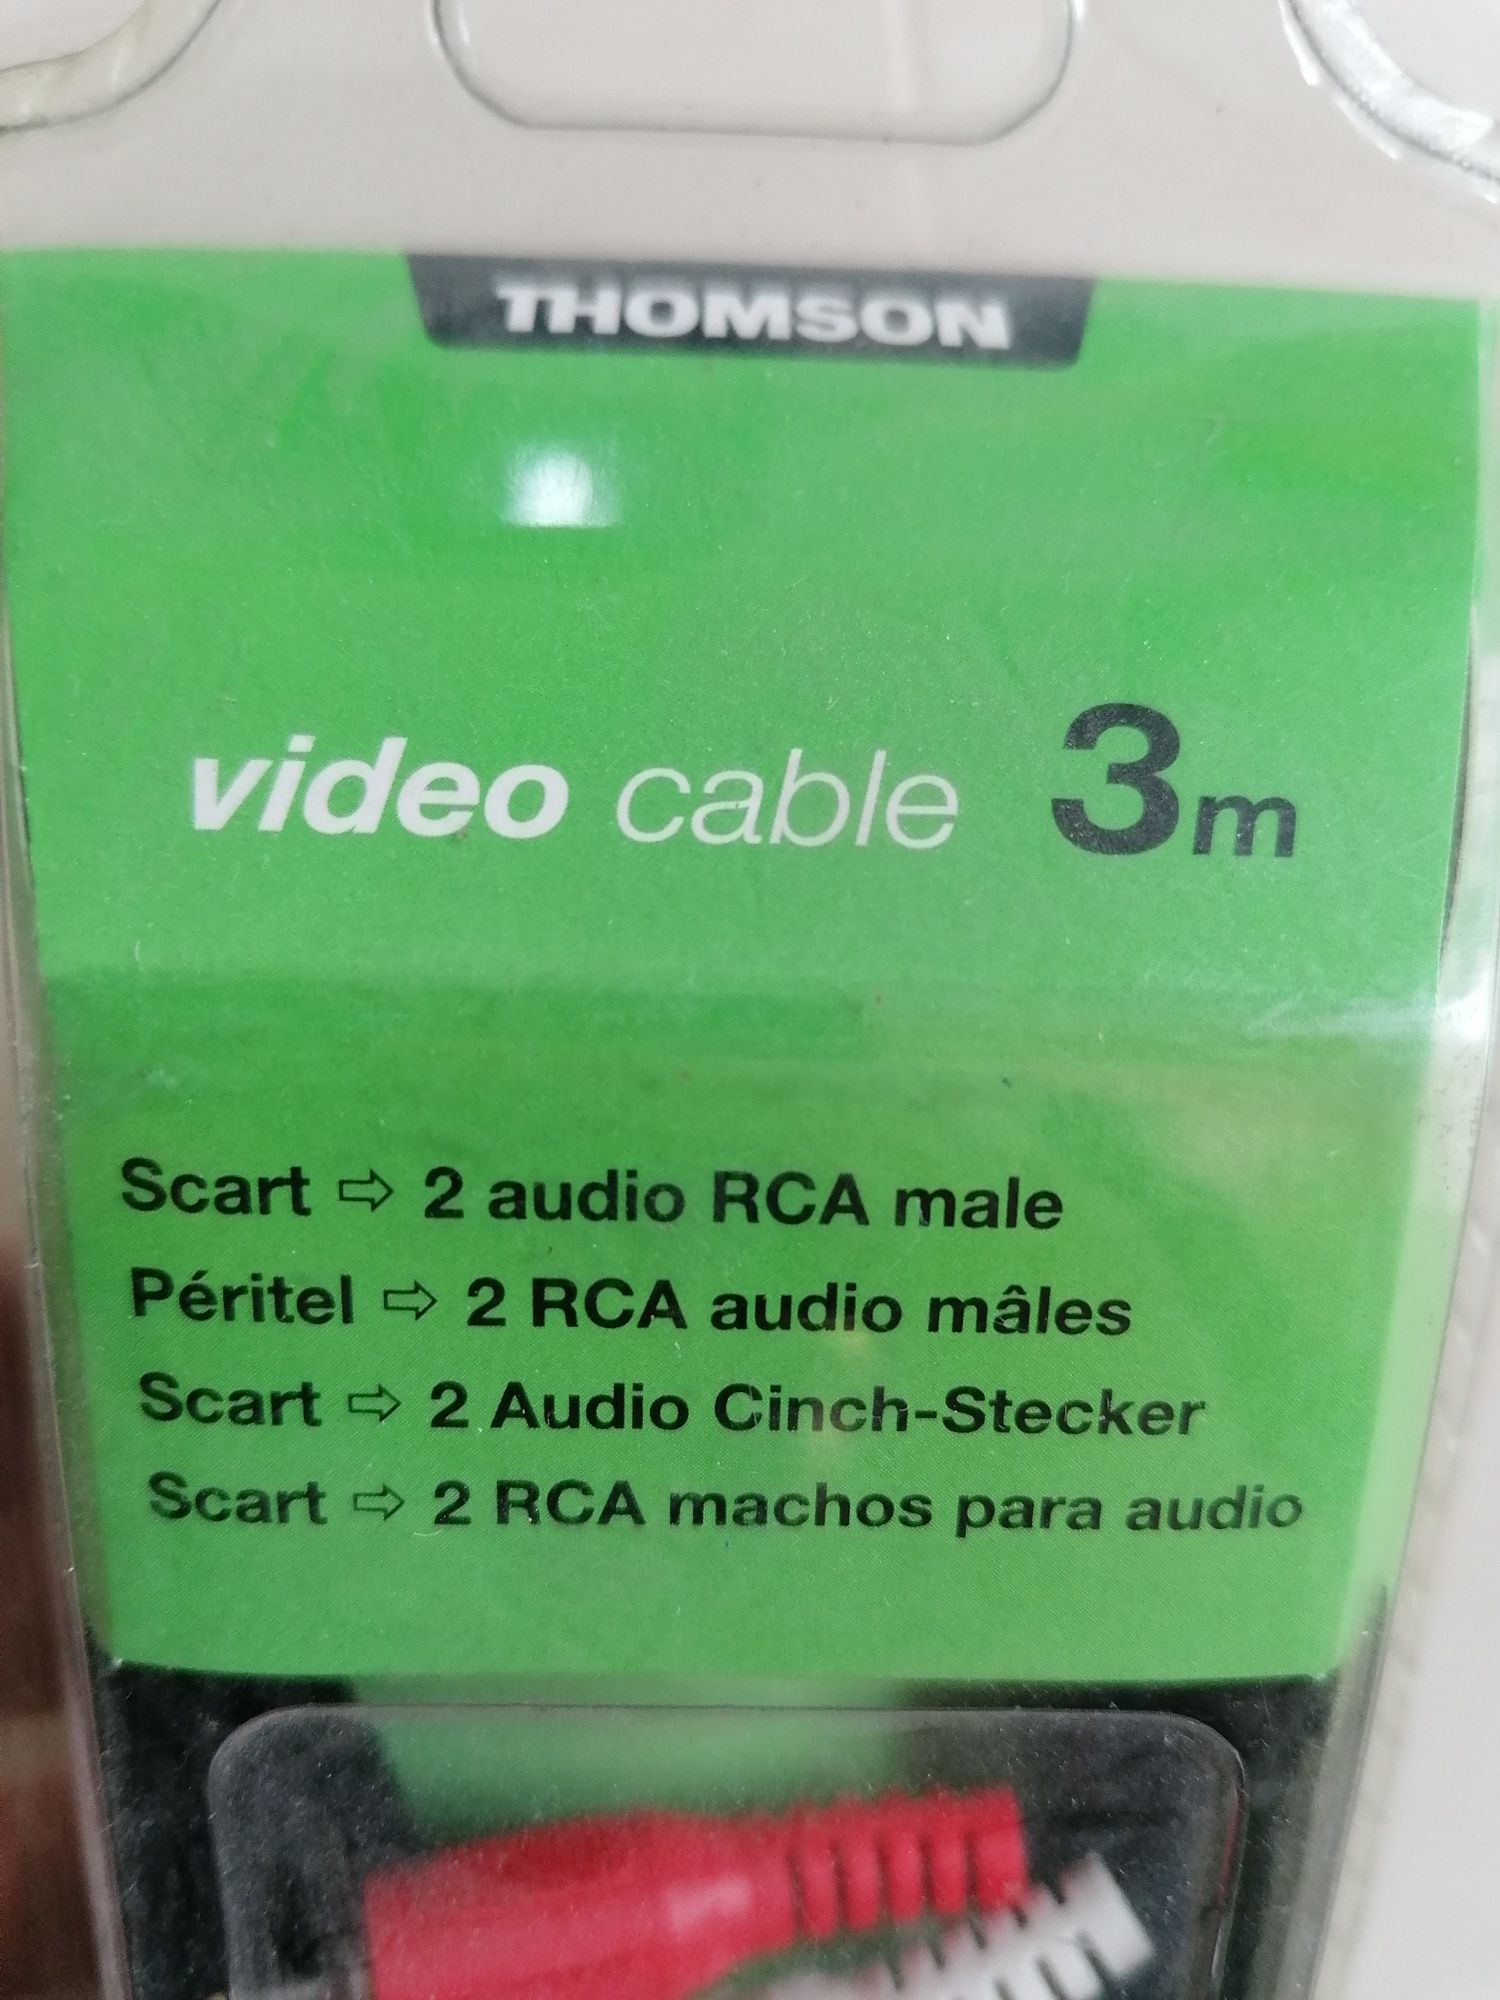 THOMSON
video cable 3m
Scart ⇨ 2 audio RCA male
Péritel ⇨ 2 RCA audio mâles
Scart ⇨ 2 Audio Cinch-Stecker
Scart ⇨ 2 RCA machos para audio